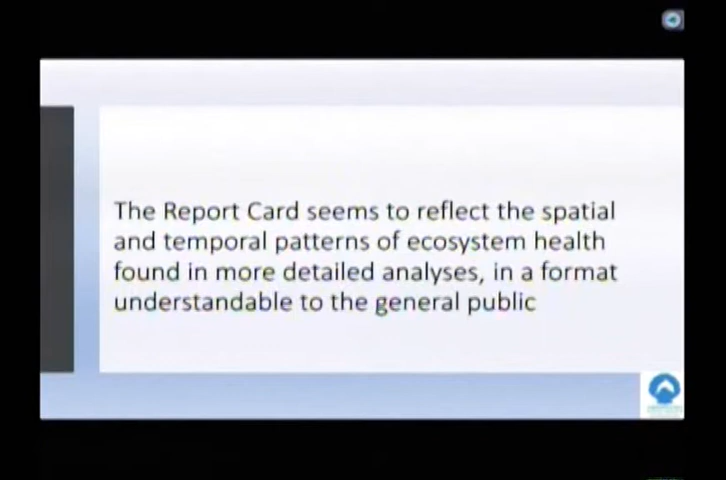 The Report Card seems to reflect the spatial
and temporal patterns of ecosystem health
found in more detailed analyses, in a format
understandable to the general public